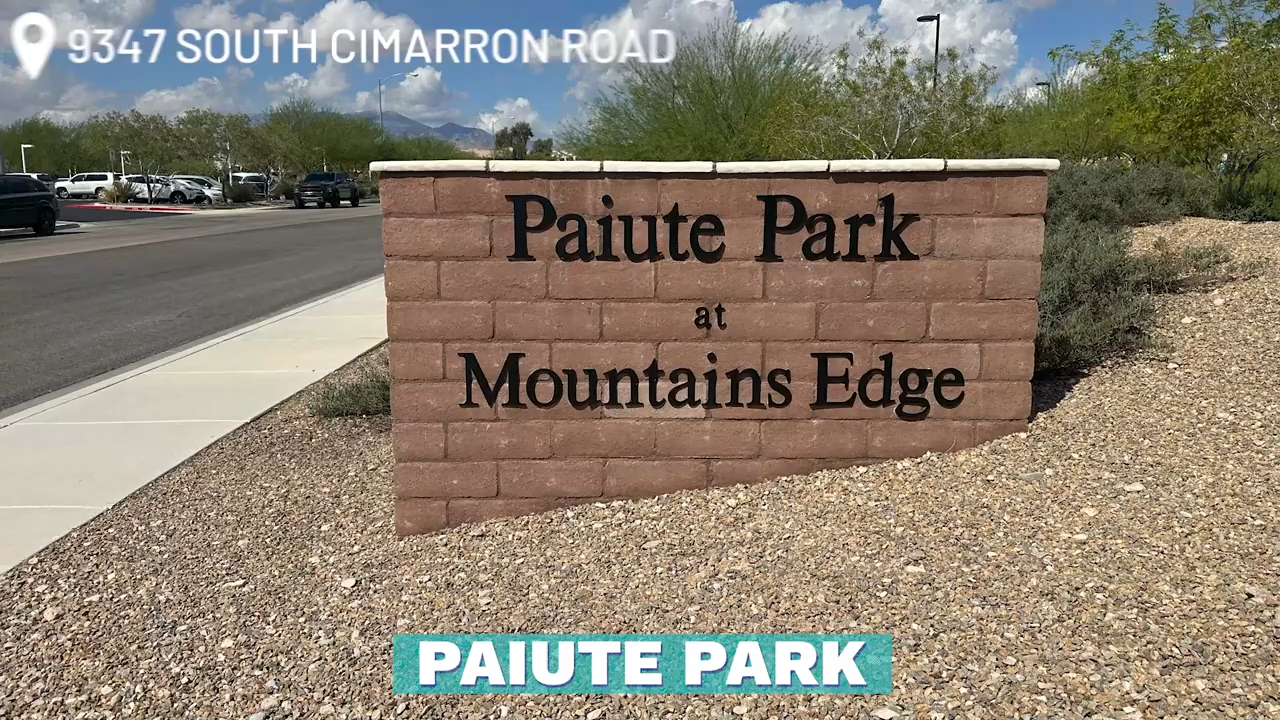 9347 SOUTH CIMARRON ROAD
Paiute Park
at
Mountains Edge
PAIUTE PARK